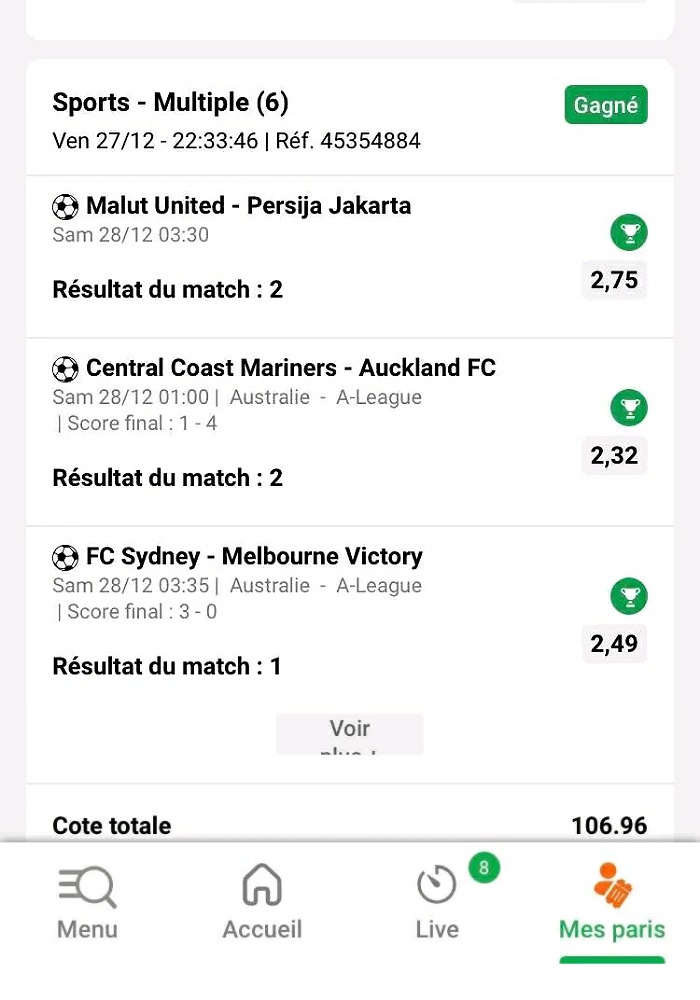 Sports - Multiple (6)
Gagné
Ven 27/12 - 22:33:46 | Réf. 45354884
Malut United - Persija Jakarta
Sam 28/12 03:30
2,75
Résultat du match : 2
Central Coast Mariners - Auckland FC
Sam 28/12 01:00 | Australie - A-League
| Score final : 1 - 4
2,32
Résultat du match : 2
FC Sydney - Melbourne Victory
Sam 28/12 03:35 | Australie - A-League
| Score final : 3 - 0
2,49
Résultat du match : 1
Voir
Cote totale 106.96
8
Menu Accueil Live Mes paris